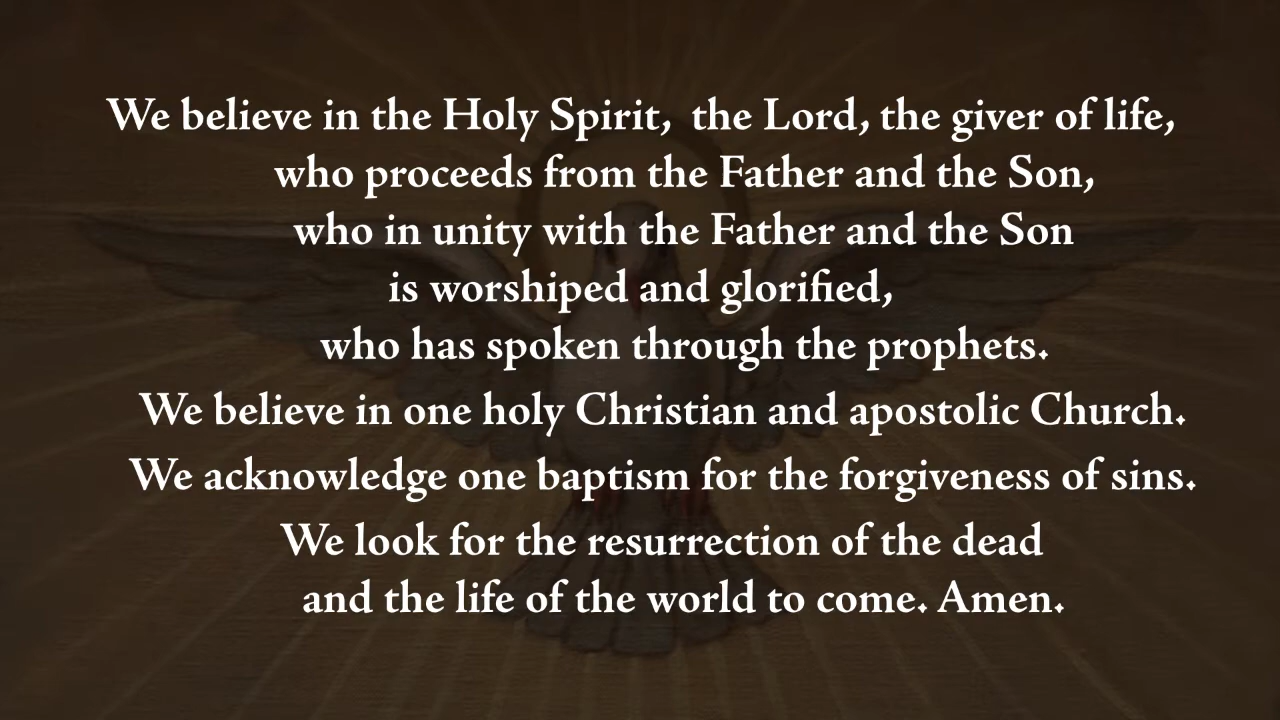 We believe in the Holy Spirit, the Lord, the giver of life,
who proceeds from the Father and the Son,
who in unity with the Father and the Son
is worshiped and glorified,
who has spoken through the prophets.
We believe in one holy Christian and apostolic Church.
We acknowledge one baptism for the forgiveness of sins.
We look for the resurrection of the dead
and the life of the world to come. Amen.